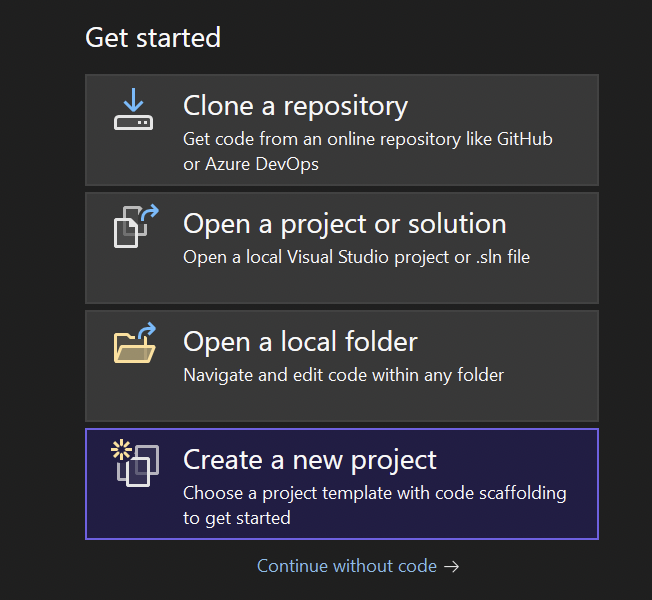 Get started
Clone a repository
Get code from an online repository like GitHub
or Azure DevOps
Open a project or solution
Open a local Visual Studio project or .sln file
Open a local folder
Navigate and edit code within any folder
Create a new project
Choose a project template with code scaffolding
to get started
Continue without code →